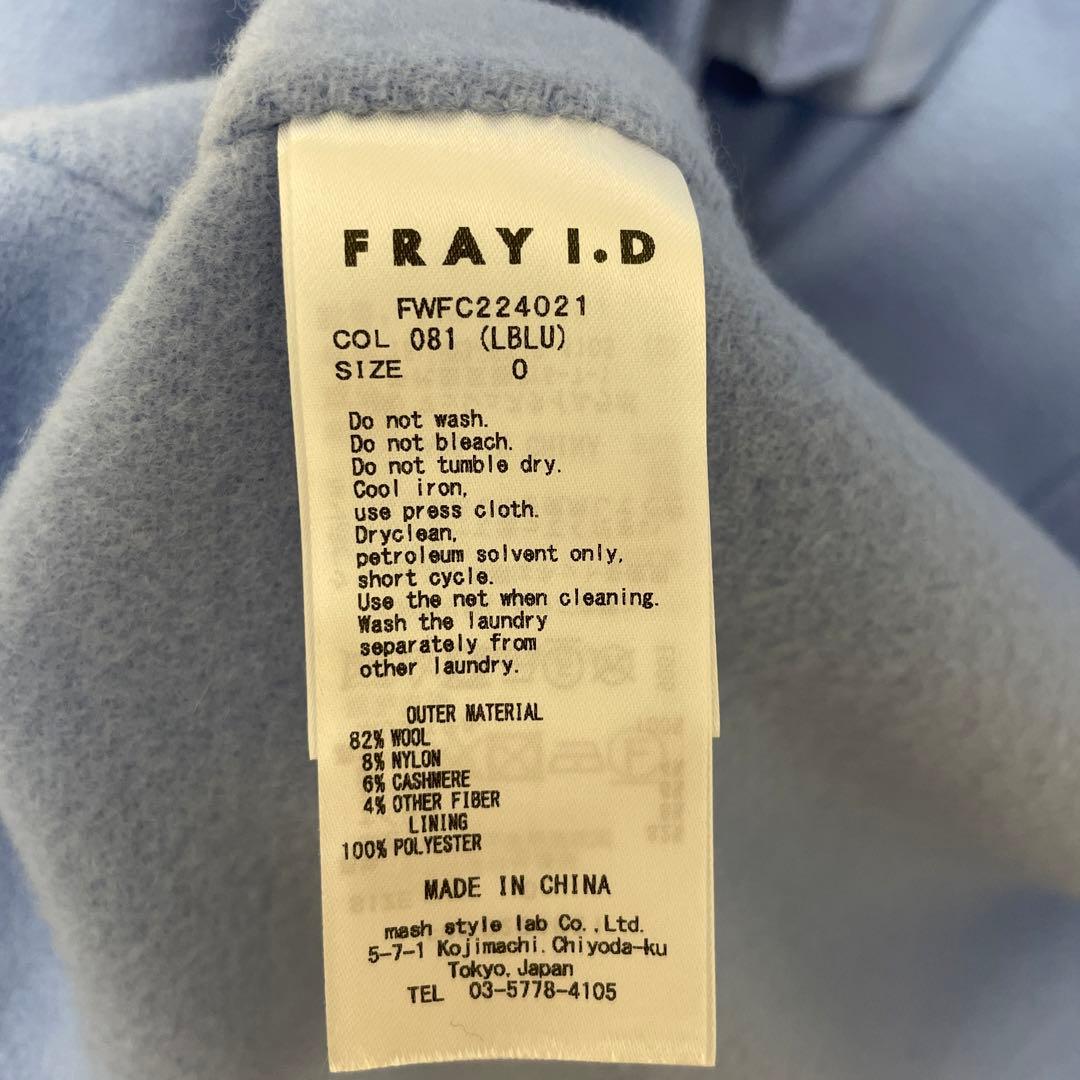 FRAY I.D
FWFC224021
COL 081 (LBLU)
SIZE 0
Do not wash.
Do not bleach.
Do not tumble dry.
Cool iron,
use press cloth.
Dryclean,
petroleum solvent only,
short cycle.
Use the net when cleaning.
Wash the laundry
separately from
other laundry.
OUTER MATERIAL
82% WOOL
8% NYLON
6% CASHMERE
4% OTHER FIBER
LINING
100% POLYESTER
MADE IN CHINA
mash style lab Co.,Ltd.
5-7-1 Kojimachi. Chiyoda-ku
Tokyo, Japan
TEL 03-5778-4105